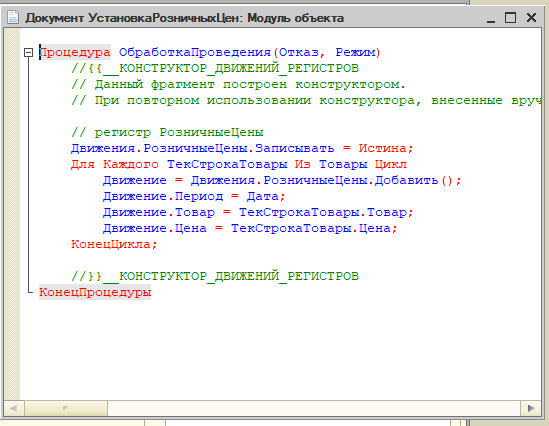 Документ УстановкаРозничныхЦен: Модуль объекта
Процедура ОбработкаПроведения(Отказ, Режим)
//{{__КОНСТРУКТОР_ДВИЖЕНИЙ_РЕГИСТРОВ
// Данный фрагмент построен конструктором.
// При повторном использовании конструктора, внесенные вруч
// регистр РозничныеЦены
Движения.РозничныеЦены.Записывать = Истина;
Для Каждого ТекСтрокаТовары Из Товары Цикл
Движение = Движения.РозничныеЦены.Добавить();
Движение.Период = Дата;
Движение.Товар = ТекСтрокаТовары.Товар;
Движение.Цена = ТекСтрокаТовары.Цена;
КонецЦикла;
//}}__КОНСТРУКТОР_ДВИЖЕНИЙ_РЕГИСТРОВ
КонецПроцедуры